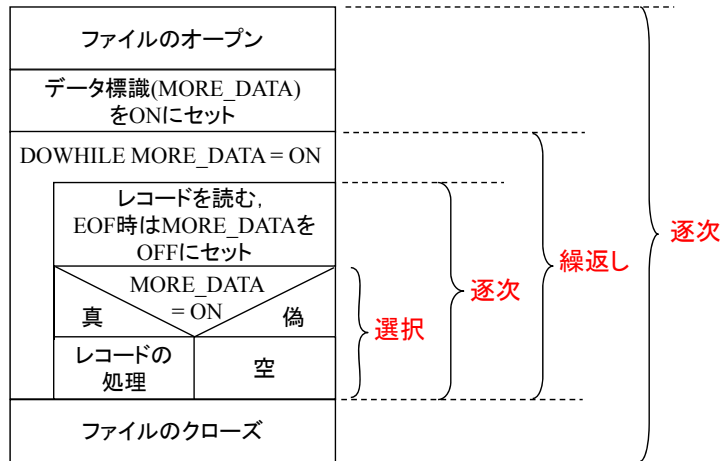 ファイルのオープン
データ標識(MORE_DATA)
をONにセット
DOWHILE MORE_DATA = ON
レコードを読む,
EOF時はMORE_DATAを
OFFにセット
MORE_DATA
= ON
真
偽
レコードの
処理
空
ファイルのクローズ
選択
逐次
繰返し
逐次